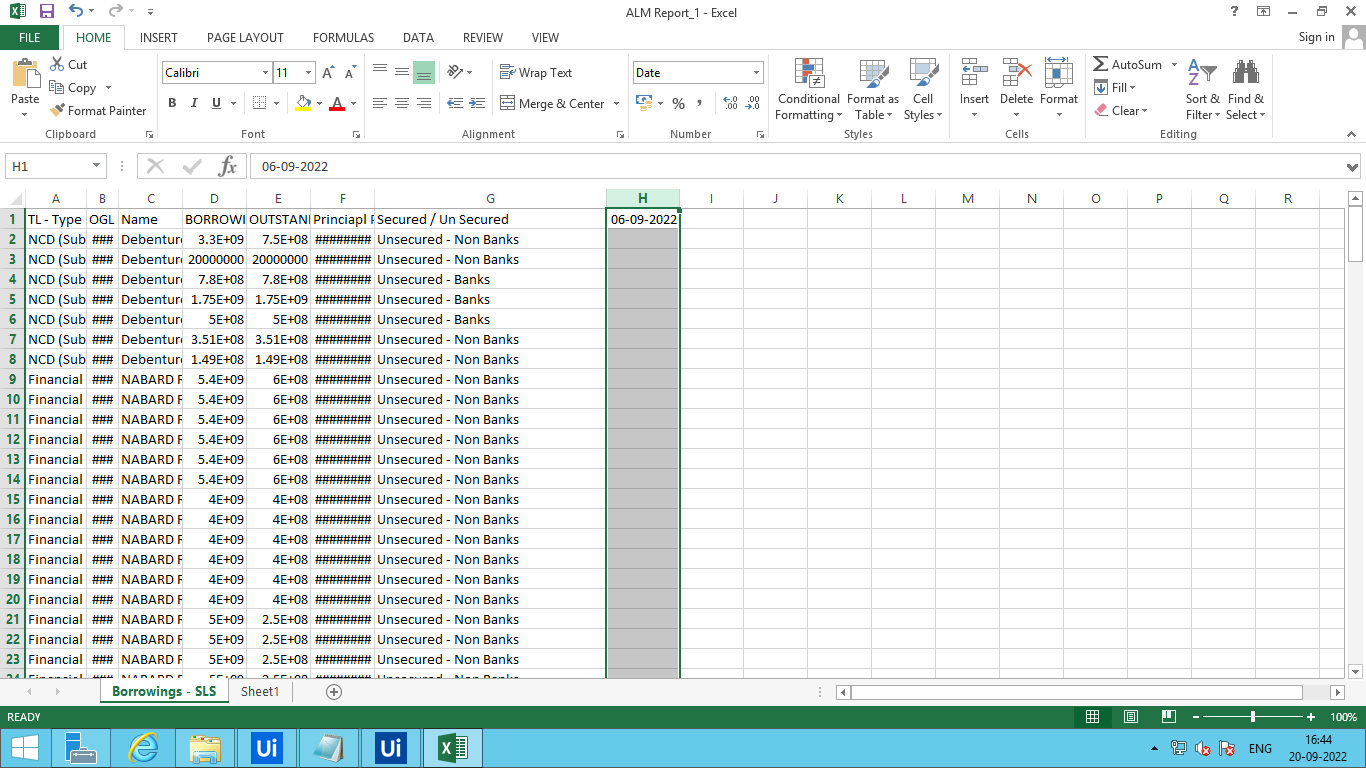 ALM Report_1 - Excel
?
FILE HOME INSERT PAGE LAYOUT FORMULAS DATA REVIEW VIEW Sign in
Paste
Cut
Copy
Format Painter
Clipboard
Calibri 11
B I U
Font
Wrap Text
Merge & Center
Alignment
Date
%
Number
Conditional Formatting
Format as Table
Cell Styles
Styles
Insert Delete Format
Cells
AutoSum
Fill
Clear
Sort & Filter
Find & Select
Editing
H1 fx 06-09-2022
A B C D E F G H I J K L M N O P Q R
1 TL - Type OGL Name BORROWI OUTSTAN Princiapl Secured / Un Secured 06-09-2022
2 NCD (Sub ### Debenture 3.3E+09 7.5E+08 ######## Unsecured - Non Banks
3 NCD (Sub ### Debenture 20000000 20000000 ######## Unsecured - Non Banks
4 NCD (Sub ### Debenture 7.8E+08 7.8E+08 ######## Unsecured - Banks
5 NCD (Sub ### Debenture 1.75E+09 1.75E+09 ######## Unsecured - Banks
6 NCD (Sub ### Debenture 5E+08 5E+08 ######## Unsecured - Banks
7 NCD (Sub ### Debenture 3.51E+08 3.51E+08 ######## Unsecured - Non Banks
8 NCD (Sub ### Debenture 1.49E+08 1.49E+08 ######## Unsecured - Non Banks
9 Financial ### NABARD F 5.4E+09 6E+08 ######## Unsecured - Non Banks
10 Financial ### NABARD F 5.4E+09 6E+08 ######## Unsecured - Non Banks
11 Financial ### NABARD F 5.4E+09 6E+08 ######## Unsecured - Non Banks
12 Financial ### NABARD F 5.4E+09 6E+08 ######## Unsecured - Non Banks
13 Financial ### NABARD F 5.4E+09 6E+08 ######## Unsecured - Non Banks
14 Financial ### NABARD F 5.4E+09 6E+08 ######## Unsecured - Non Banks
15 Financial ### NABARD F 4E+09 4E+08 ######## Unsecured - Non Banks
16 Financial ### NABARD F 4E+09 4E+08 ######## Unsecured - Non Banks
17 Financial ### NABARD F 4E+09 4E+08 ######## Unsecured - Non Banks
18 Financial ### NABARD F 4E+09 4E+08 ######## Unsecured - Non Banks
19 Financial ### NABARD F 4E+09 4E+08 ######## Unsecured - Non Banks
20 Financial ### NABARD F 4E+09 4E+08 ######## Unsecured - Non Banks
21 Financial ### NABARD F 5E+09 2.5E+08 ######## Unsecured - Non Banks
22 Financial ### NABARD F 5E+09 2.5E+08 ######## Unsecured - Non Banks
23 Financial ### NABARD F 5E+09 2.5E+08 ######## Unsecured - Non Banks
Borrowings - SLS Sheet1
READY 100%
Ui Ui ENG 16:44
20-09-2022